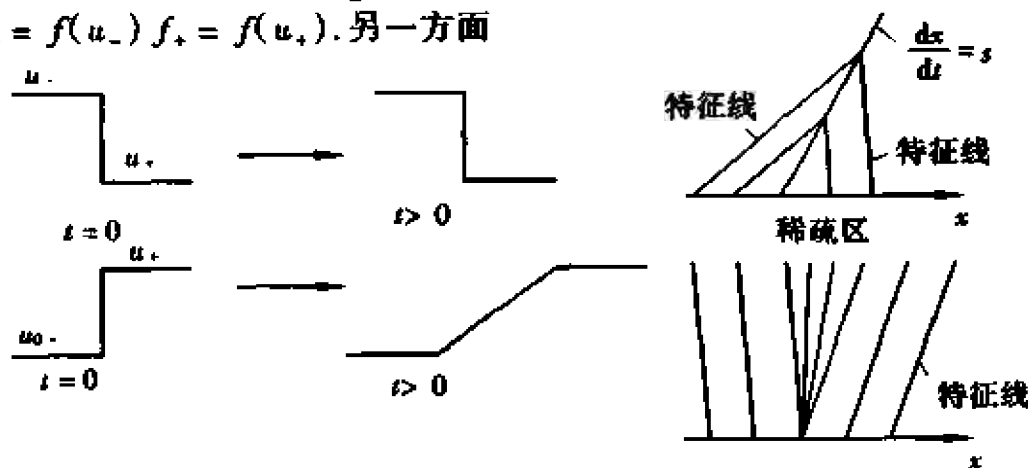 = f(u₋) f₊ = f(u₊). 另一方面
u₋
u₊
t = 0
t > 0
dx/dt = s
特征线
特征线
x
稀疏区
u₊
u₀₋
t = 0
t > 0
特征线
x